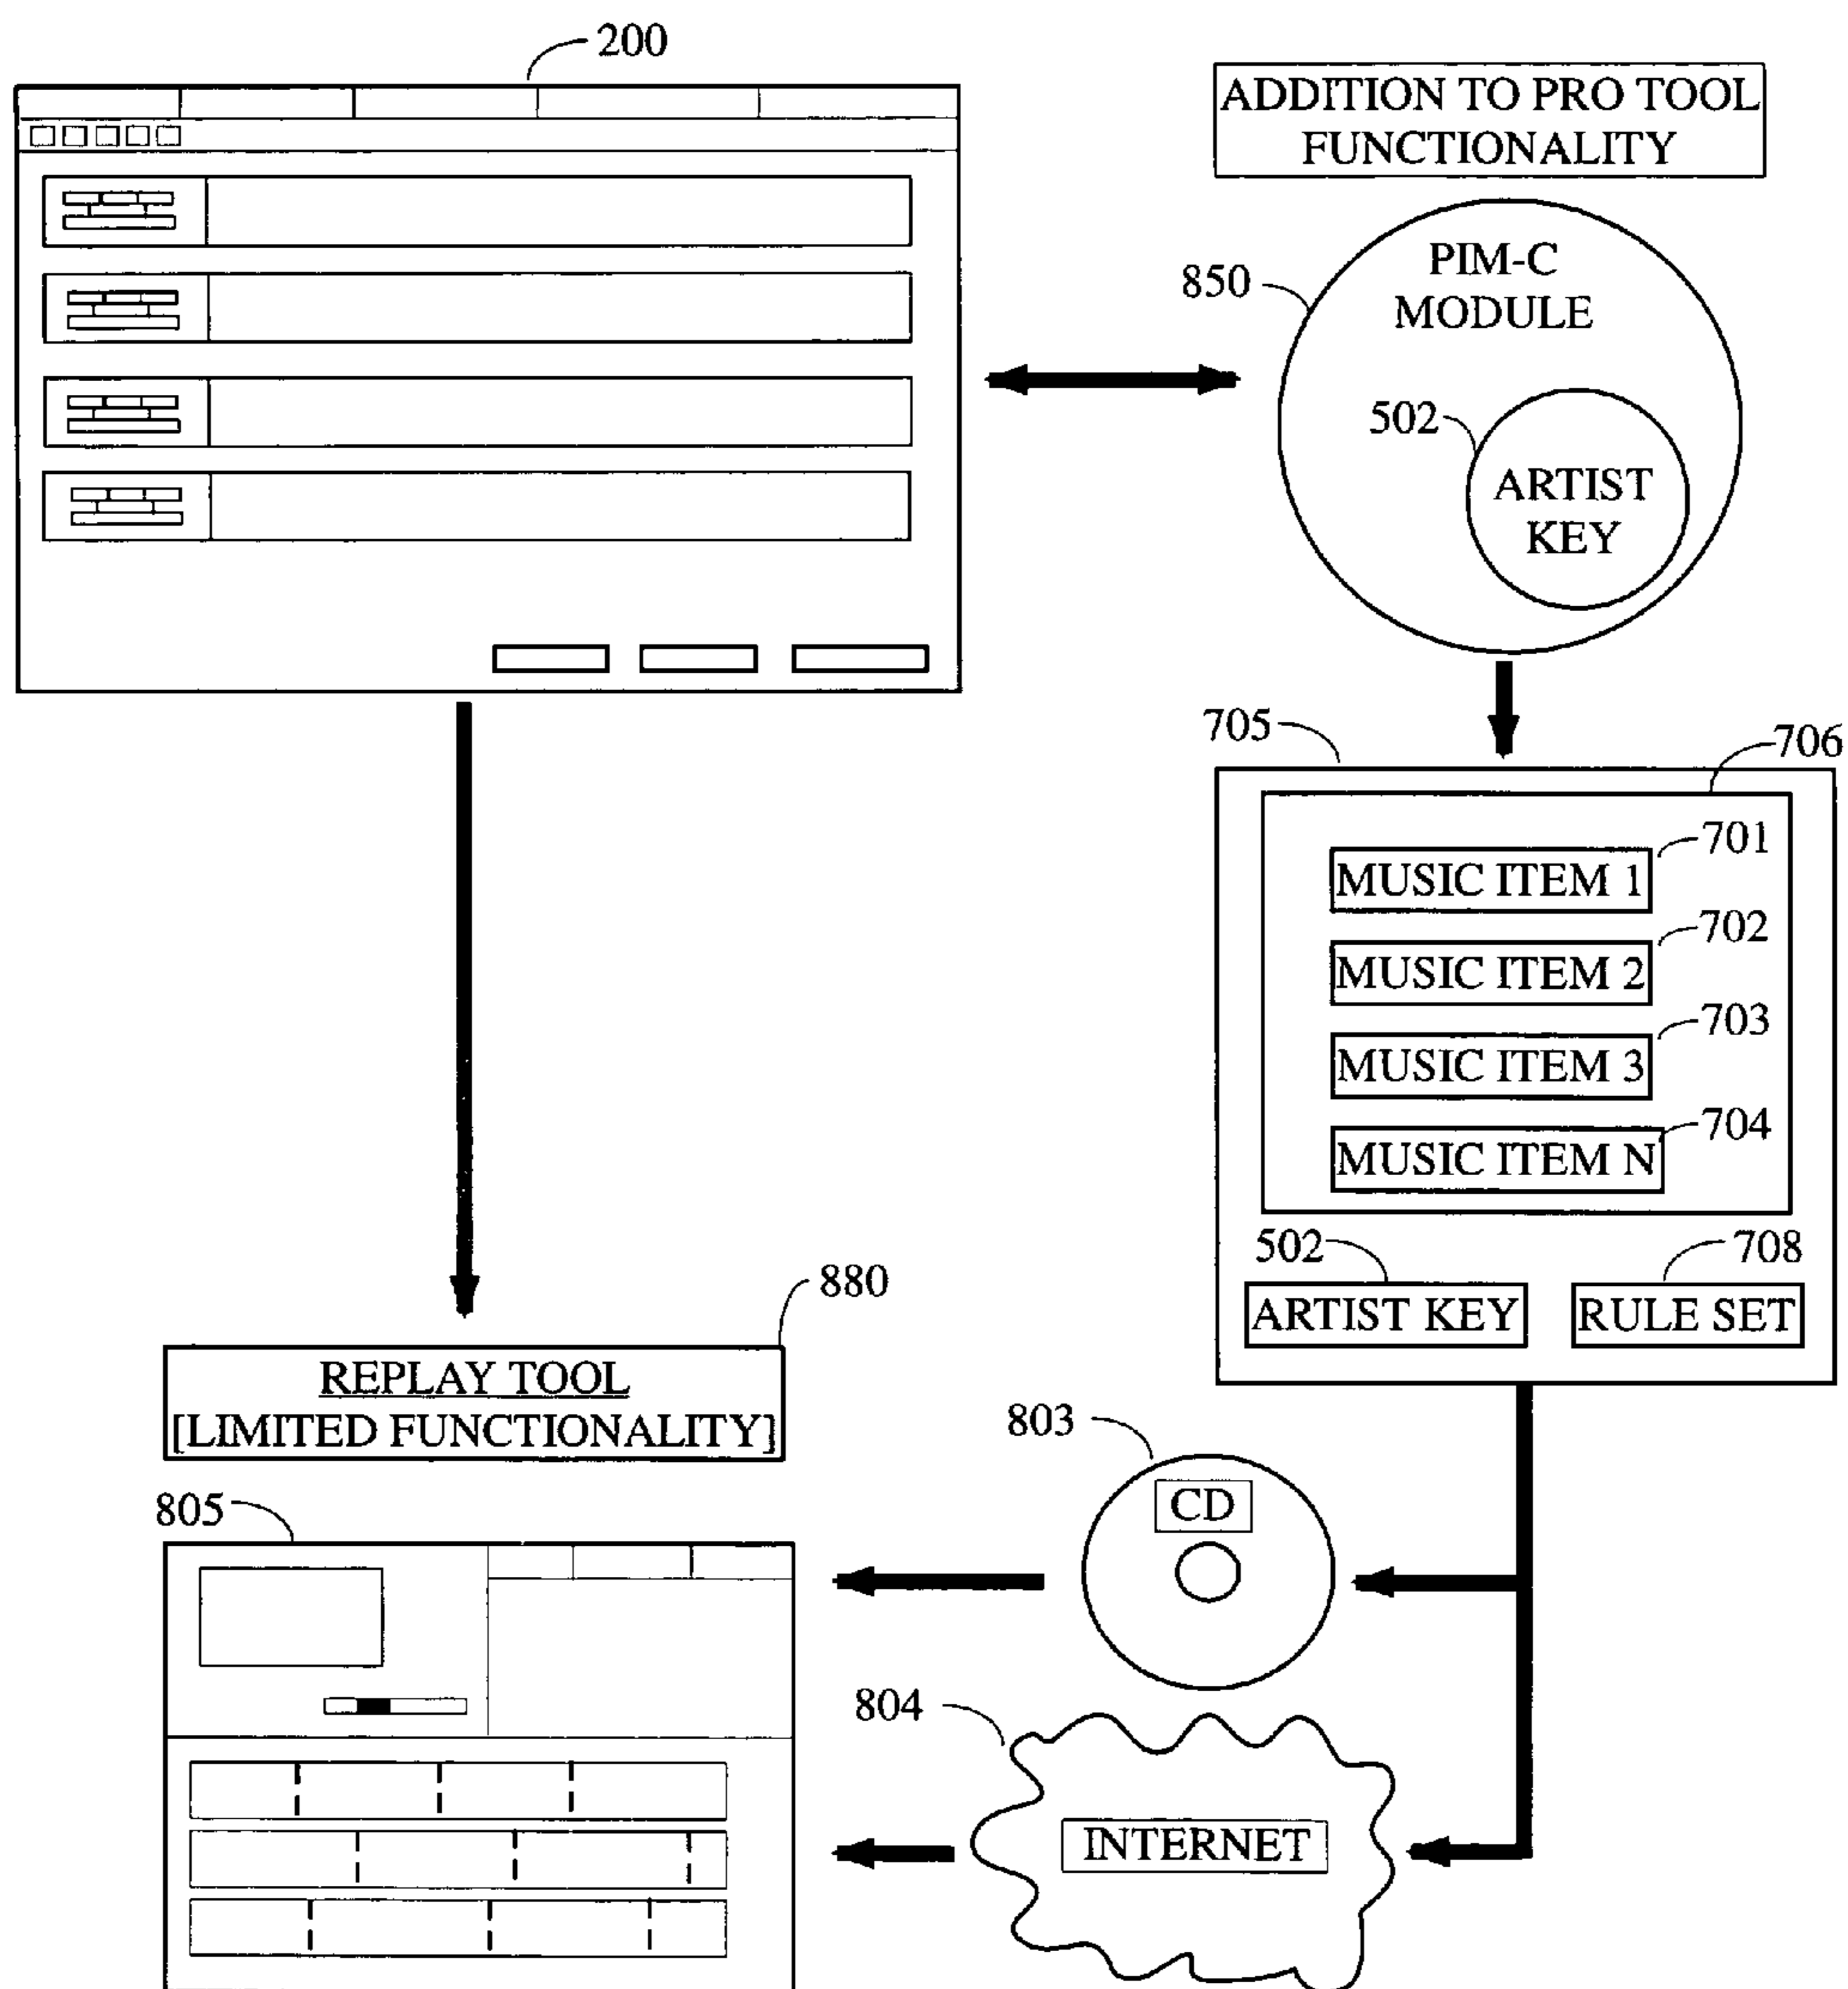 200
ADDITION TO PRO TOOL
FUNCTIONALITY
850
PIM-C
MODULE
502
ARTIST
KEY
705
706
701
MUSIC ITEM 1
702
MUSIC ITEM 2
703
MUSIC ITEM 3
704
MUSIC ITEM N
502
708
ARTIST KEY
RULE SET
880
REPLAY TOOL
[LIMITED FUNCTIONALITY]
803
CD
805
804
INTERNET